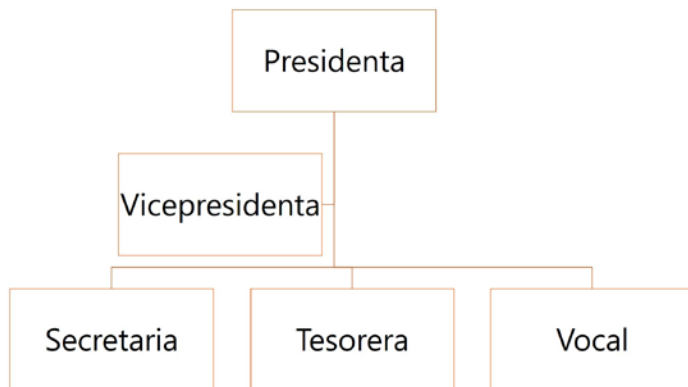 Presidenta
Vicepresidenta
Secretaria
Tesorera
Vocal